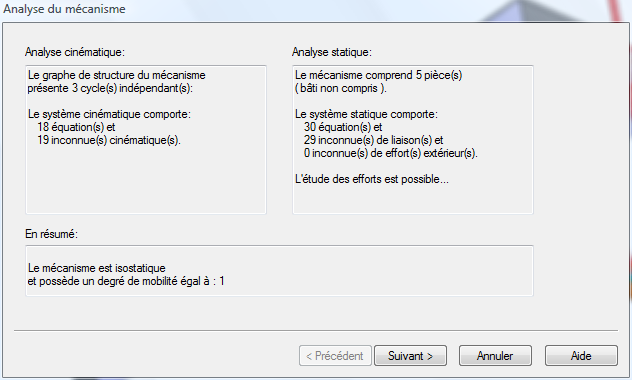 Analyse du mécanisme
Analyse cinématique:
Le graphe de structure du mécanisme
présente 3 cycle(s) indépendant(s):
Le système cinématique comporte:
18 équation(s) et
19 inconnue(s) cinématique(s).
Analyse statique:
Le mécanisme comprend 5 pièce(s)
( bâti non compris ).
Le système statique comporte:
30 équation(s) et
29 inconnue(s) de liaison(s) et
0 inconnue(s) de effort(s) extérieur(s).
L'étude des efforts est possible...
En résumé:
Le mécanisme est isostatique
et possède un degré de mobilité égal à : 1
< Précédent
Suivant >
Annuler
Aide